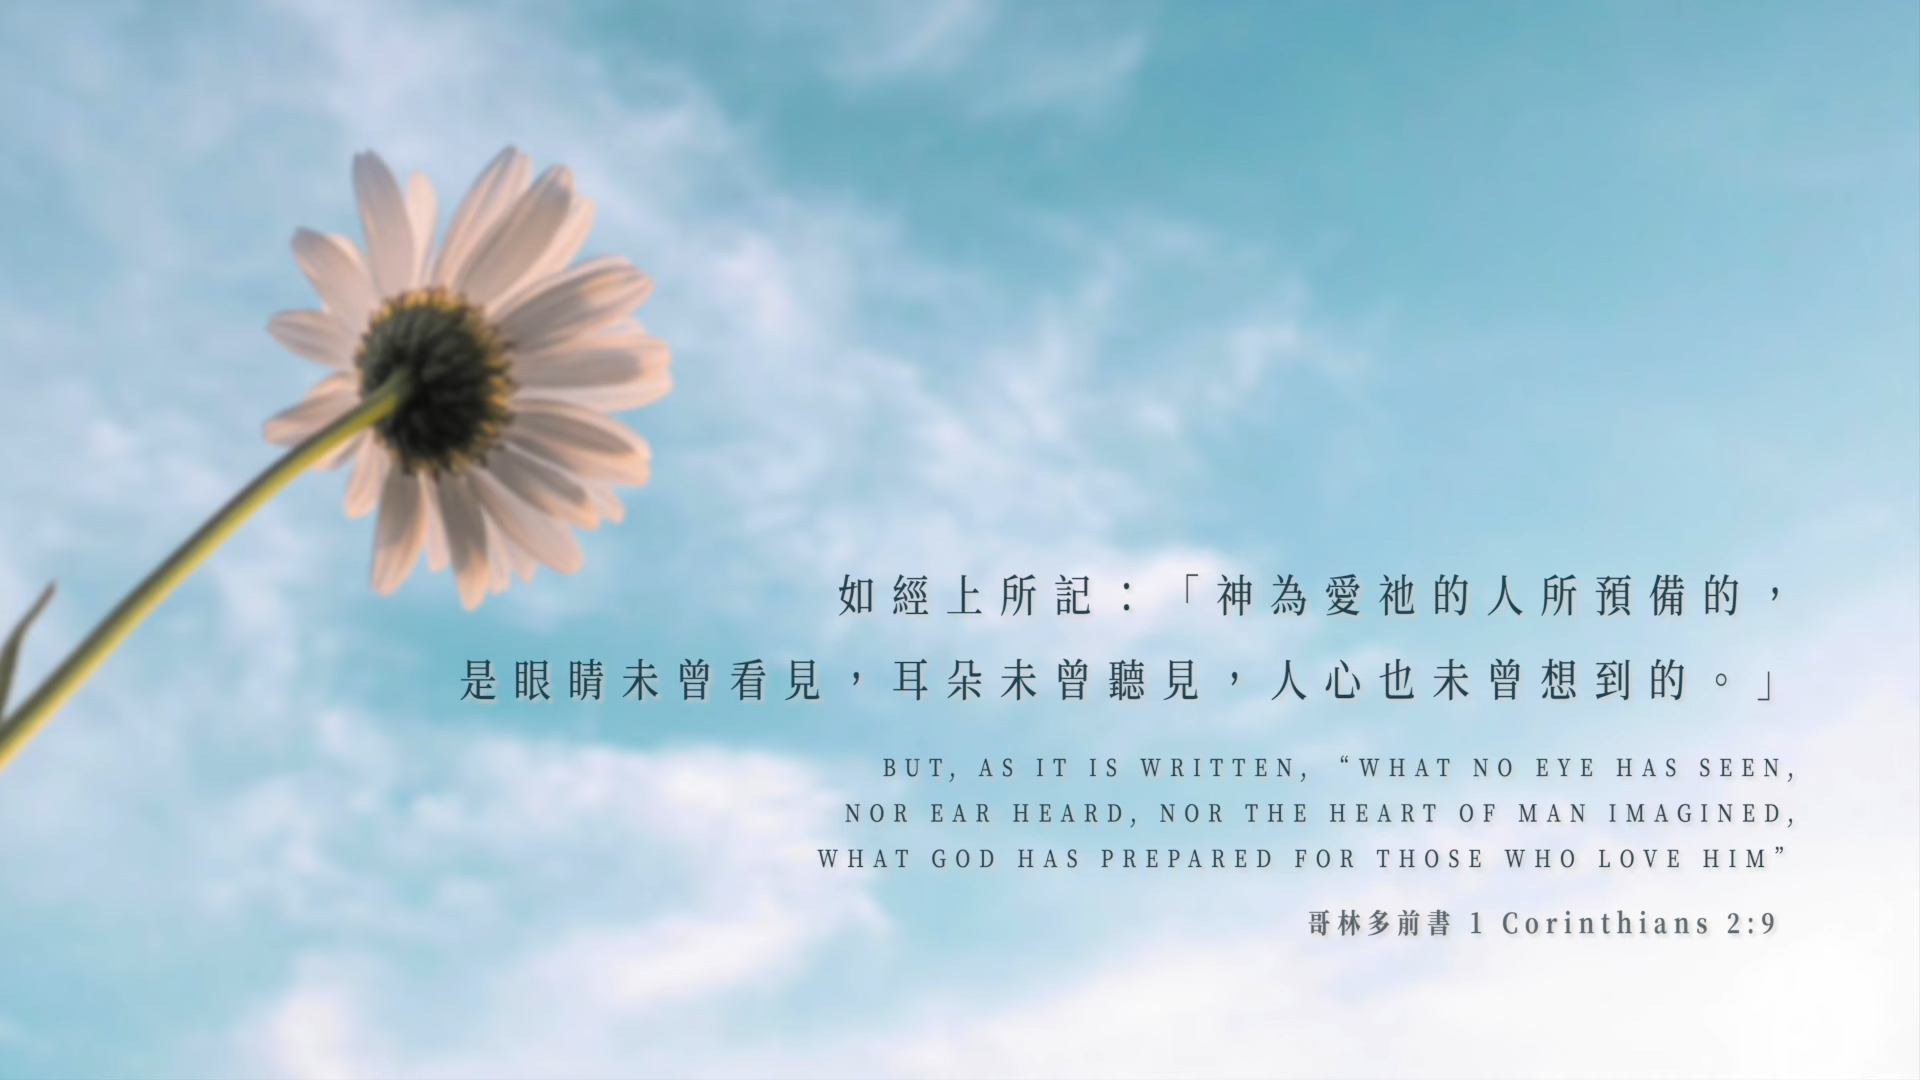 如經上所記：「神為愛祂的人所預備的，
是眼睛未曾看見，耳朵未曾聽見，人心也未曾想到的。」
BUT, AS IT IS WRITTEN, “WHAT NO EYE HAS SEEN,
NOR EAR HEARD, NOR THE HEART OF MAN IMAGINED,
WHAT GOD HAS PREPARED FOR THOSE WHO LOVE HIM”
哥林多前書 1 Corinthians 2:9